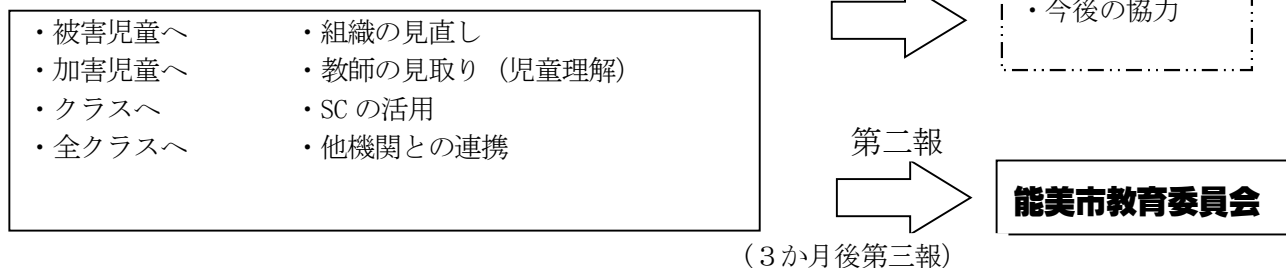 ・今後の協力
・被害児童へ　・組織の見直し
・加害児童へ　・教師の見取り（児童理解）
・クラスへ　・SCの活用
・全クラスへ　・他機関との連携
第二報
能美市教育委員会
（３か月後第三報）